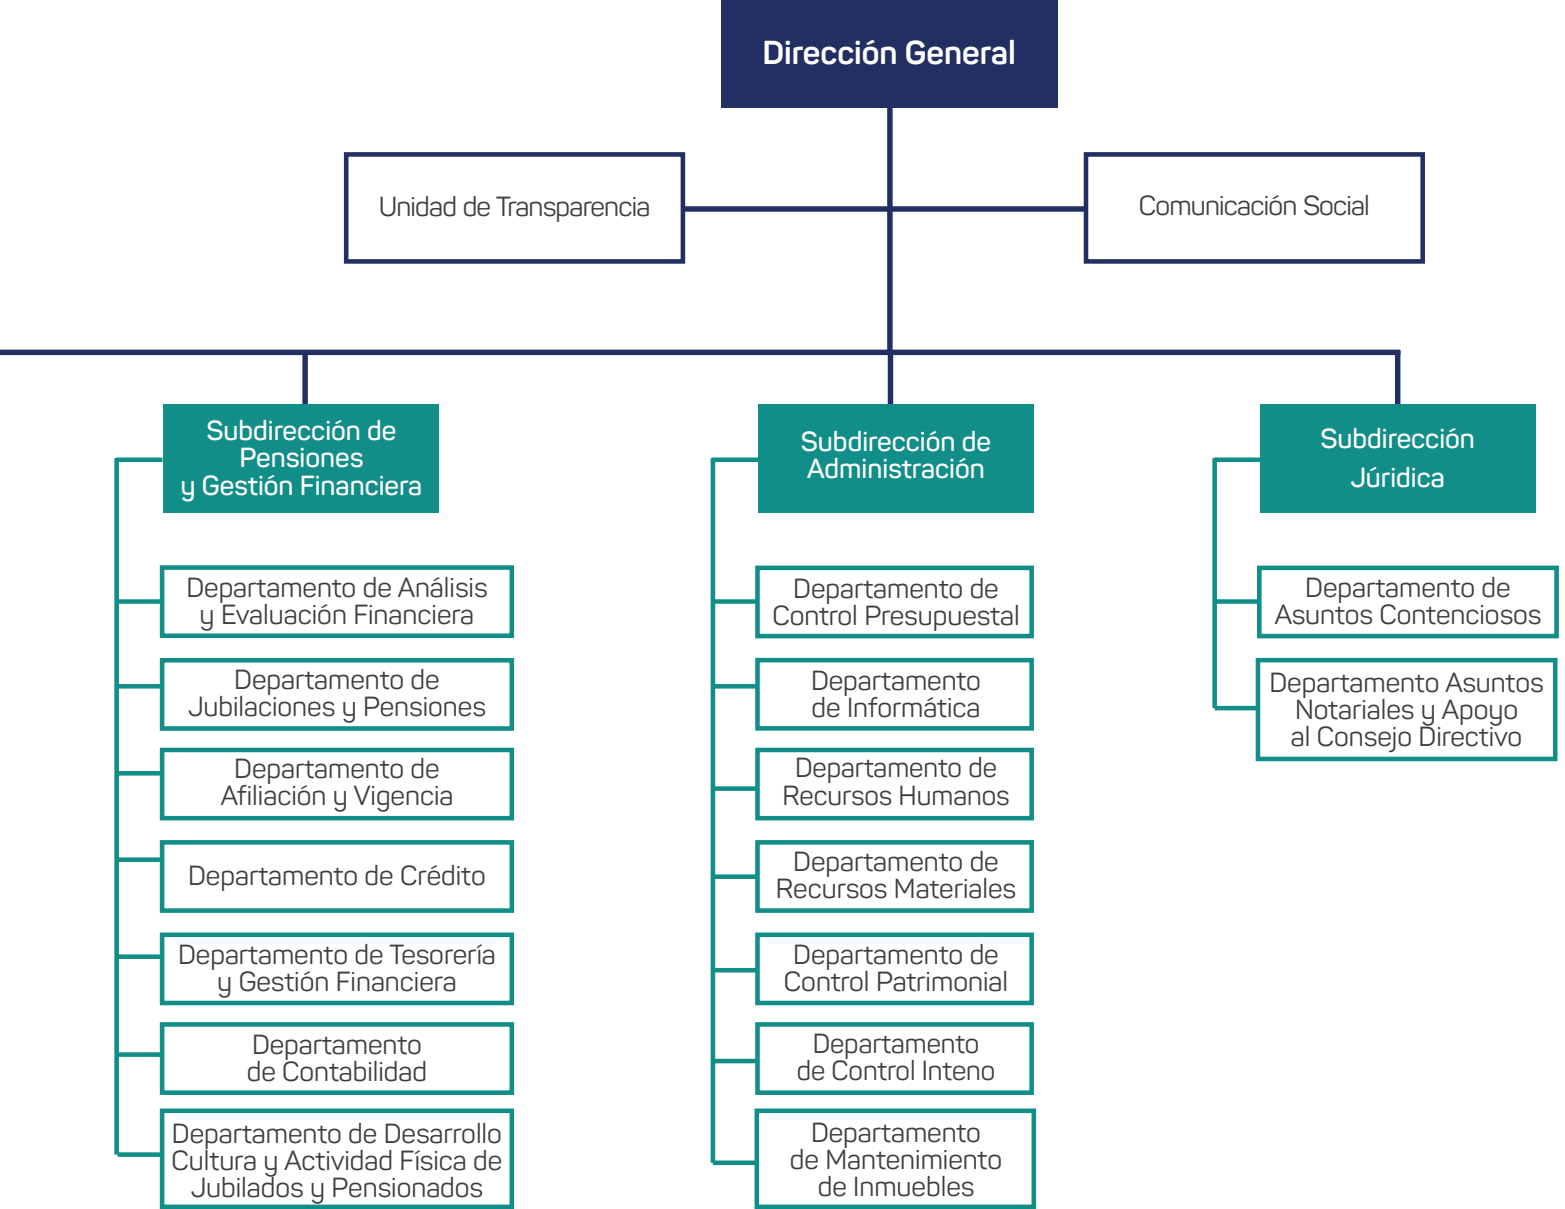 Dirección General
Unidad de Transparencia
Comunicación Social
Subdirección de
Pensiones
y Gestión Financiera
Departamento de Análisis
y Evaluación Financiera
Departamento de
Jubilaciones y Pensiones
Departamento de
Afiliación y Vigencia
Departamento de Crédito
Departamento de Tesorería
y Gestión Financiera
Departamento
de Contabilidad
Departamento de Desarrollo
Cultura y Actividad Física de
Jubilados y Pensionados
Subdirección de
Administración
Departamento de
Control Presupuestal
Departamento
de Informática
Departamento de
Recursos Humanos
Departamento de
Recursos Materiales
Departamento de
Control Patrimonial
Departamento
de Control Inteno
Departamento
de Mantenimiento
de Inmuebles
Subdirección
Júridica
Departamento de
Asuntos Contenciosos
Departamento Asuntos
Notariales y Apoyo
al Consejo Directivo